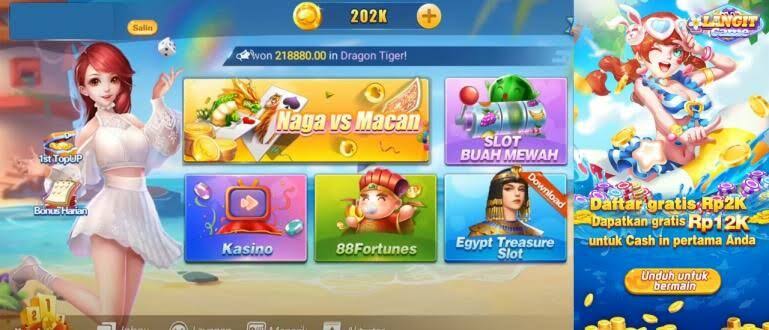 202K
Salin
won 218880.00 in Dragon Tiger!
Naga vs Macan
SLOT
BUAH MEWAH
1st TopUP
Bonus Harian
Kasino
88Fortunes
Download
Egypt Treasure
Slot
LANGIT
Game
Daftar gratis Rp2K
Dapatkan gratis Rp12K
untuk Cash in pertama Anda
Unduh untuk
bermain